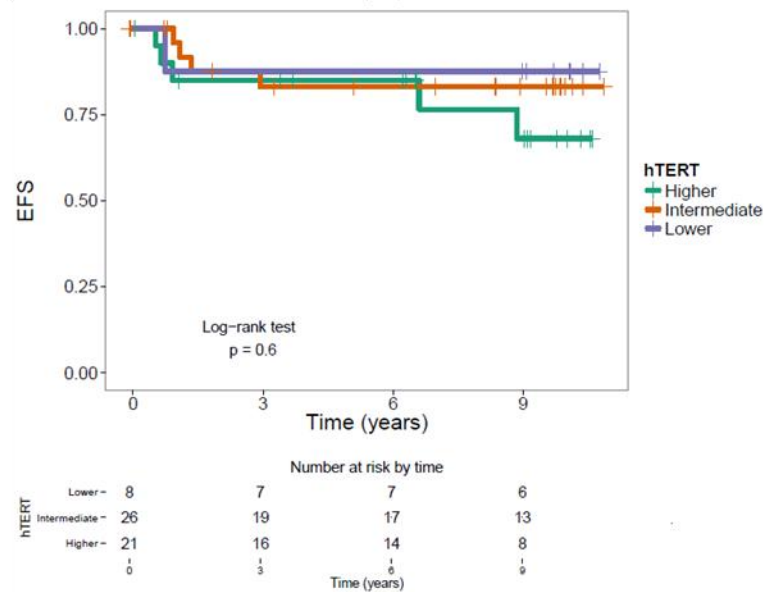 1.00
0.75
0.50
0.25
0.00
EFS
Log-rank test
p = 0.6
0 3 6 9
Time (years)
hTERT
Higher
Intermediate
Lower
Number at risk by time
hTERT
Lower 8 7 7 6
Intermediate 26 19 17 13
Higher 21 16 14 8
0 3 6 9
Time (years)